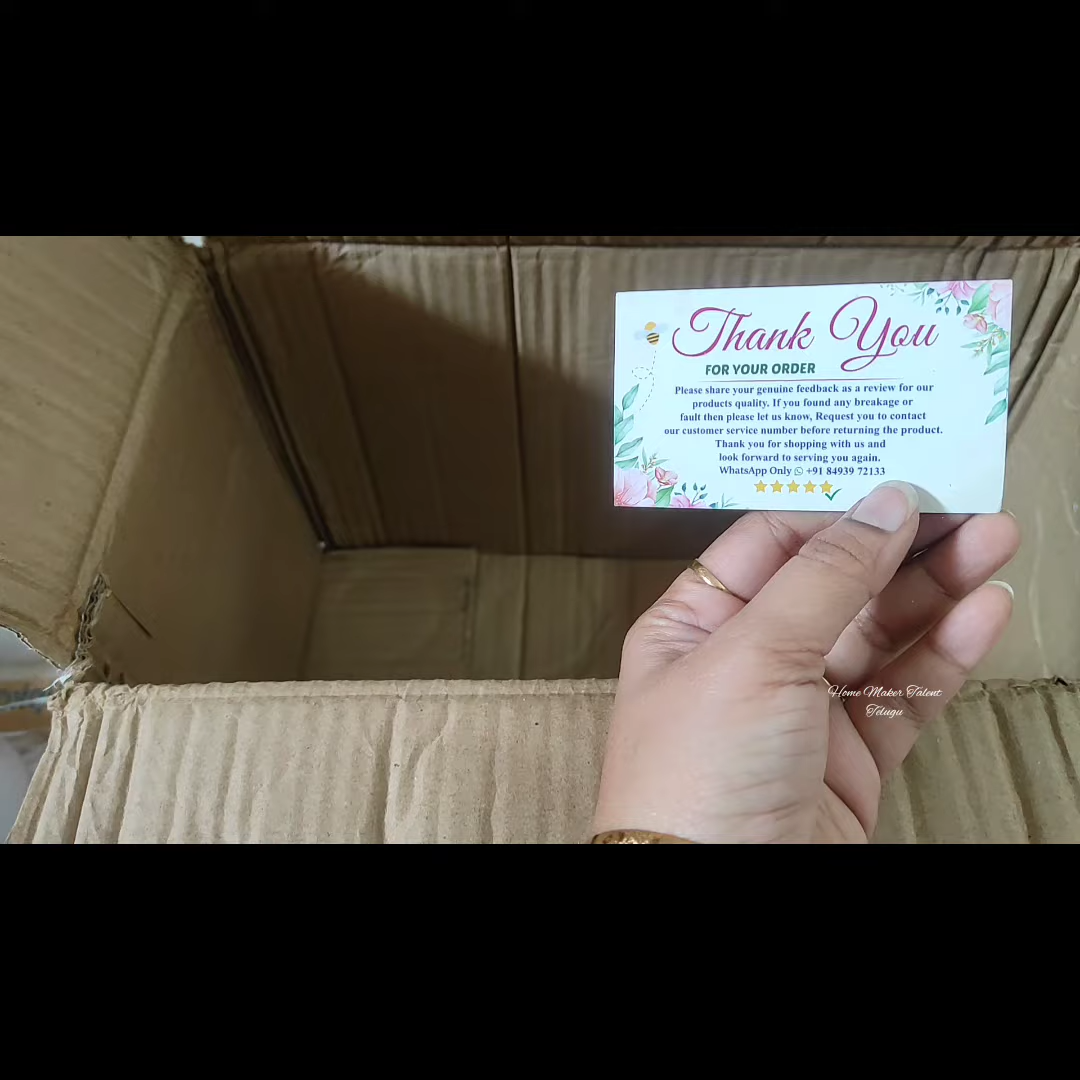 Thank You
FOR YOUR ORDER
Please share your genuine feedback as a review for our
products quality. If you found any breakage or
fault then please let us know, Request you to contact
our customer service number before returning the product.
Thank you for shopping with us and
look forward to serving you again.
WhatsApp Only +91 84939 72133
Home Maker Talent
Telugu